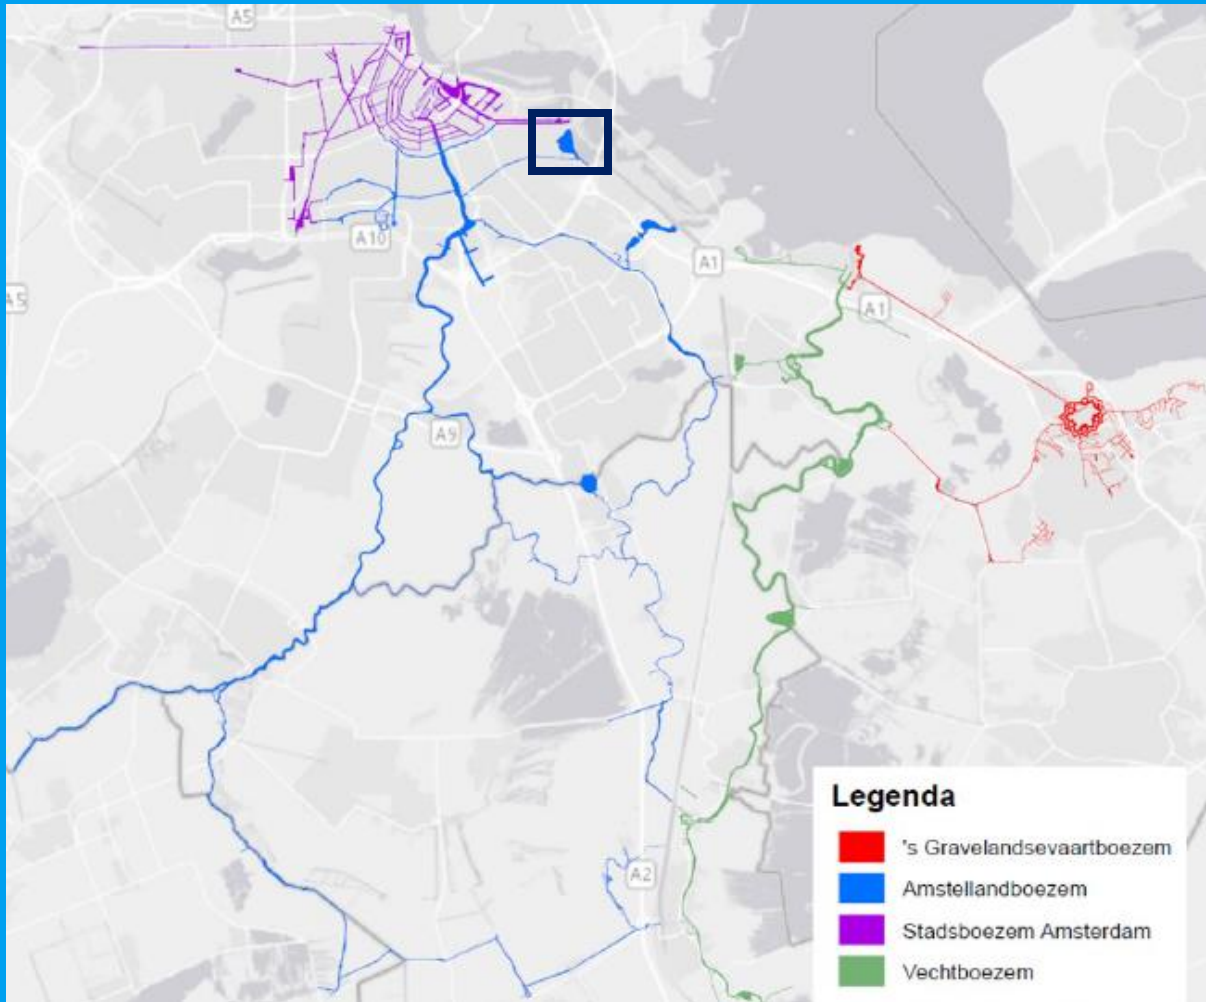 A5
A10
A1
A1
A5
A9
A2
Legenda
's Gravelandsevaartboezem
Amstellandboezem
Stadsboezem Amsterdam
Vechtboezem